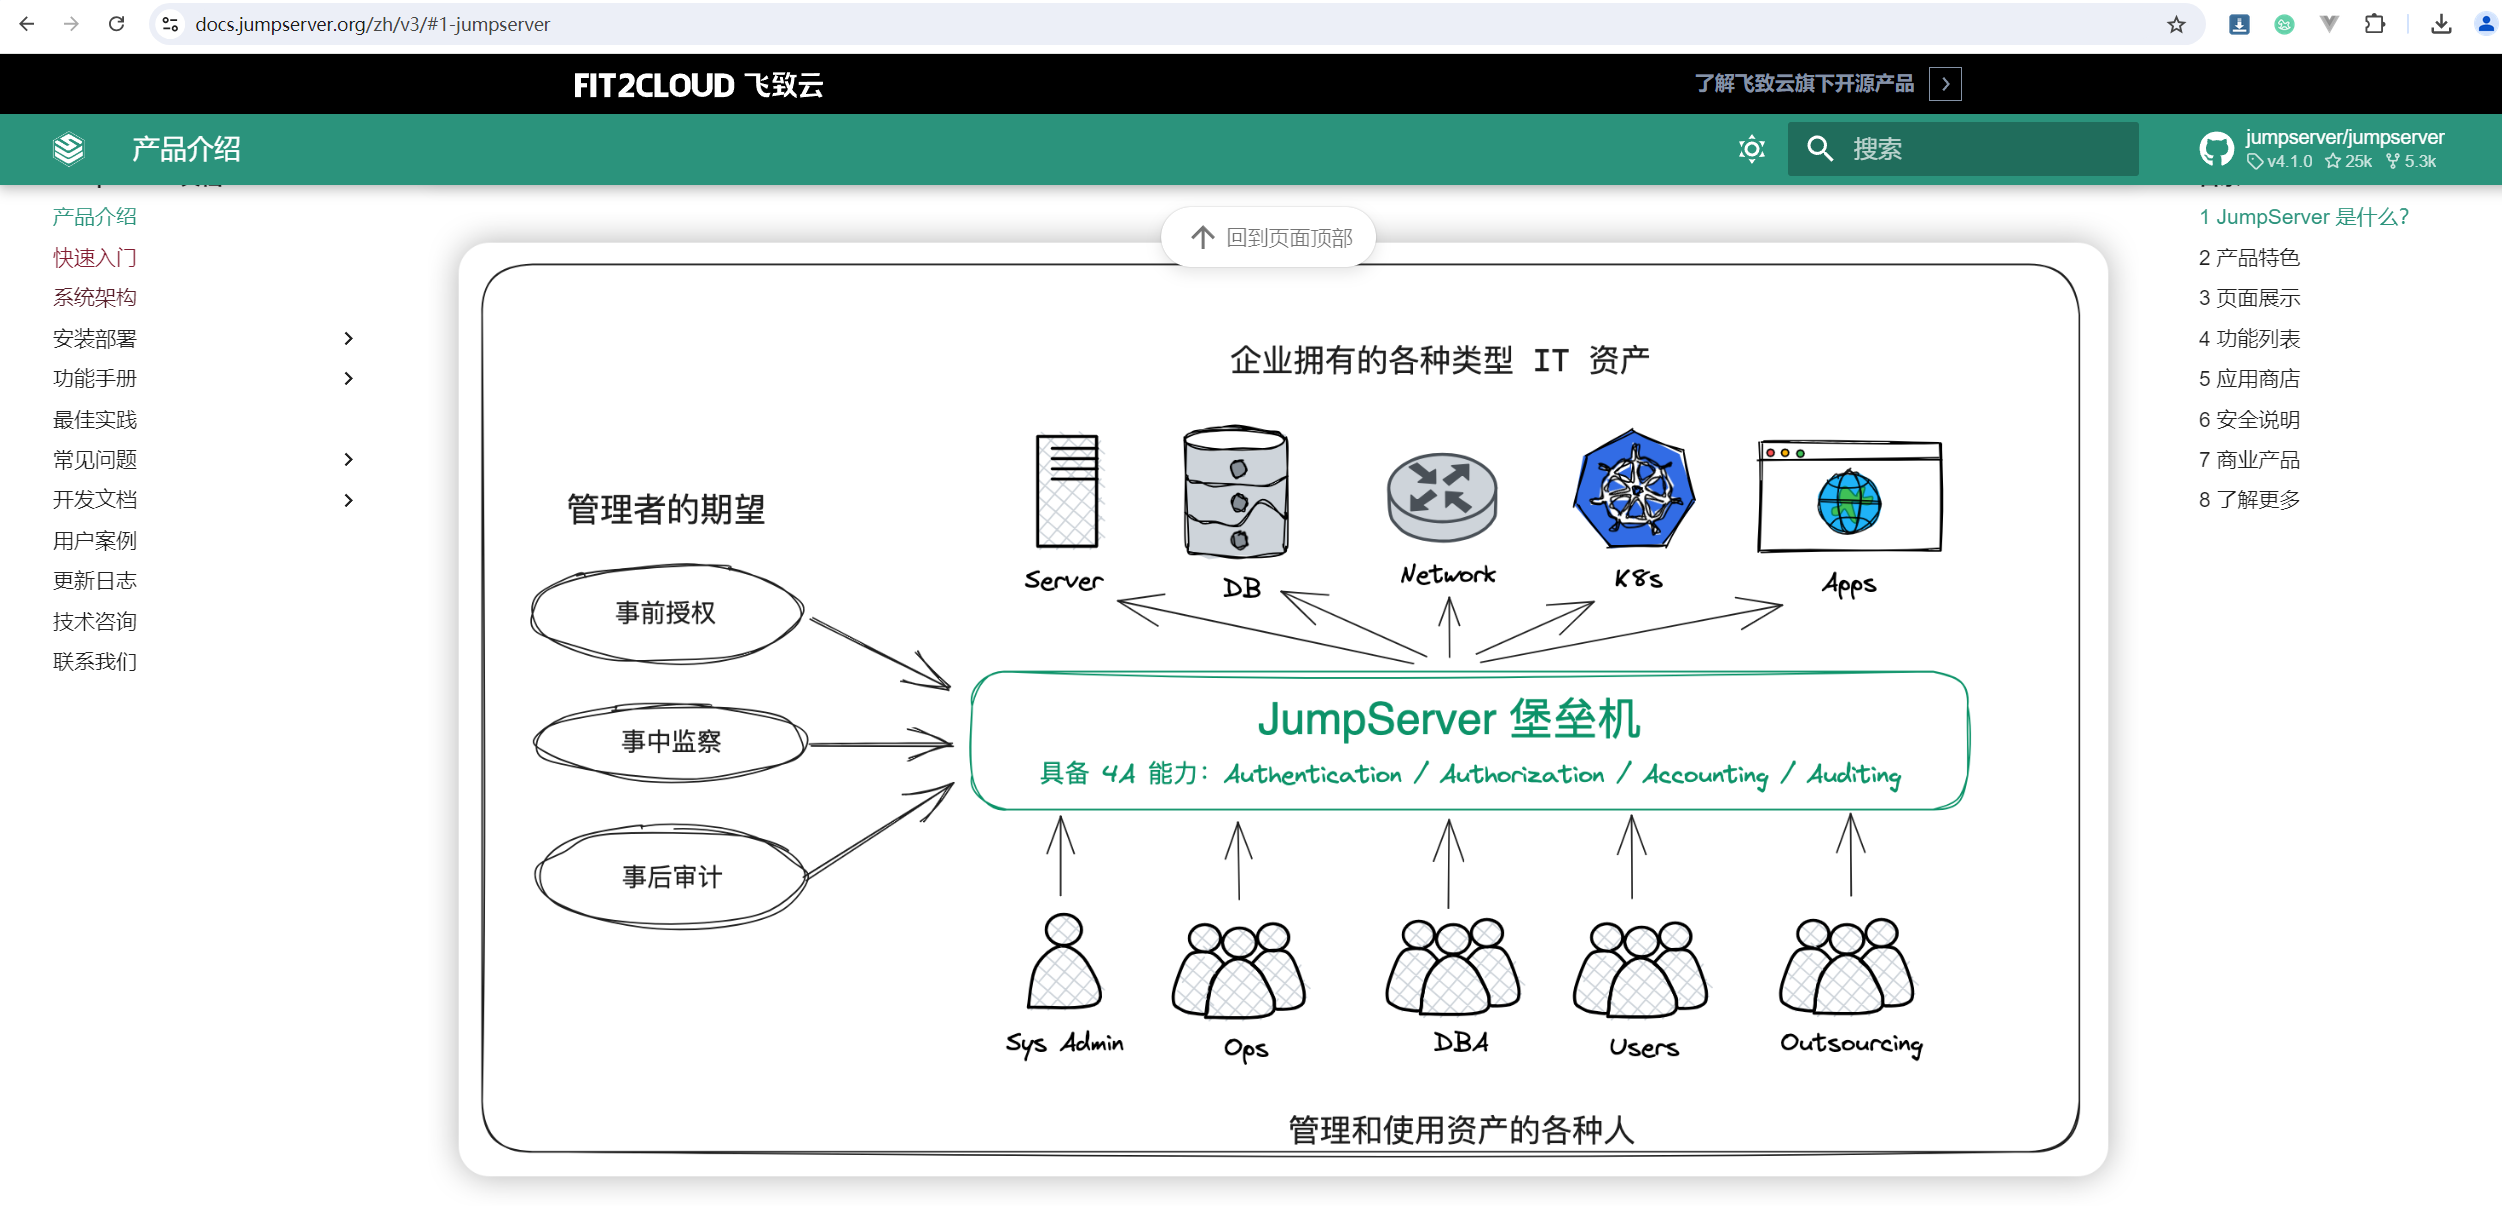 docs.jumpserver.org/zh/v3/#1-jumpserver
FIT2CLOUD 飞致云
了解飞致云旗下开源产品
产品介绍
搜索
jumpserver/jumpserver
v4.1.0 25k 5.3k
产品介绍
快速入门
系统架构
安装部署
功能手册
最佳实践
常见问题
开发文档
用户案例
更新日志
技术咨询
联系我们
回到页面顶部
企业拥有的各种类型 IT 资产
Server
DB
Network
K8s
Apps
管理者的期望
事前授权
事中监察
事后审计
JumpServer 堡垒机
具备 4A 能力: Authentication / Authorization / Accounting / Auditing
Sys Admin
Ops
DBA
Users
Outsourcing
管理和使用资产的各种人
1 JumpServer 是什么?
2 产品特色
3 页面展示
4 功能列表
5 应用商店
6 安全说明
7 商业产品
8 了解更多